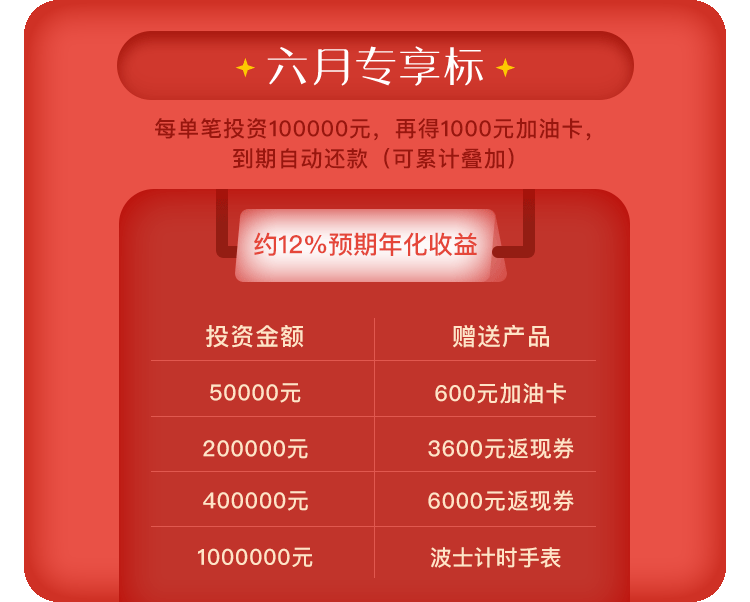 六月专享标
每单笔投资100000元，再得1000元加油卡，
到期自动还款（可累计叠加）
约12%预期年化收益
投资金额 赠送产品
50000元 600元加油卡
200000元 3600元返现券
400000元 6000元返现券
1000000元 波士计时手表